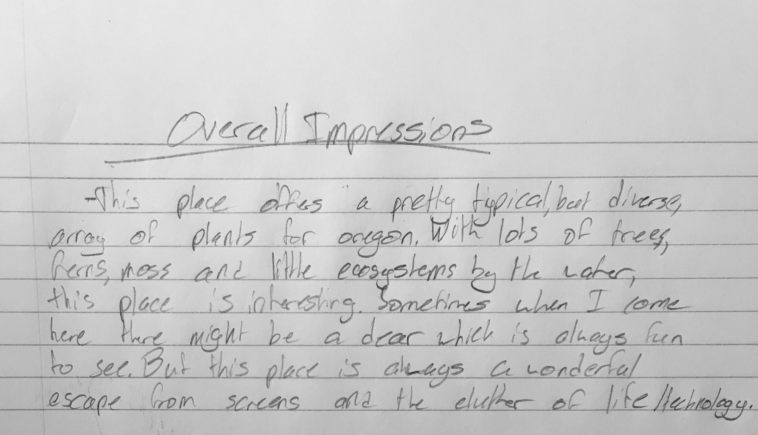 Overall Impressions
-This place offers a pretty typical, but diverse,
array of plants for oregon. With lots of trees,
ferns, moss and little ecosystems by the water,
this place is interesting. Sometimes when I come
here there might be a dear which is always fun
to see. But this place is always a wonderful
escape from screens and the clutter of life/technology.